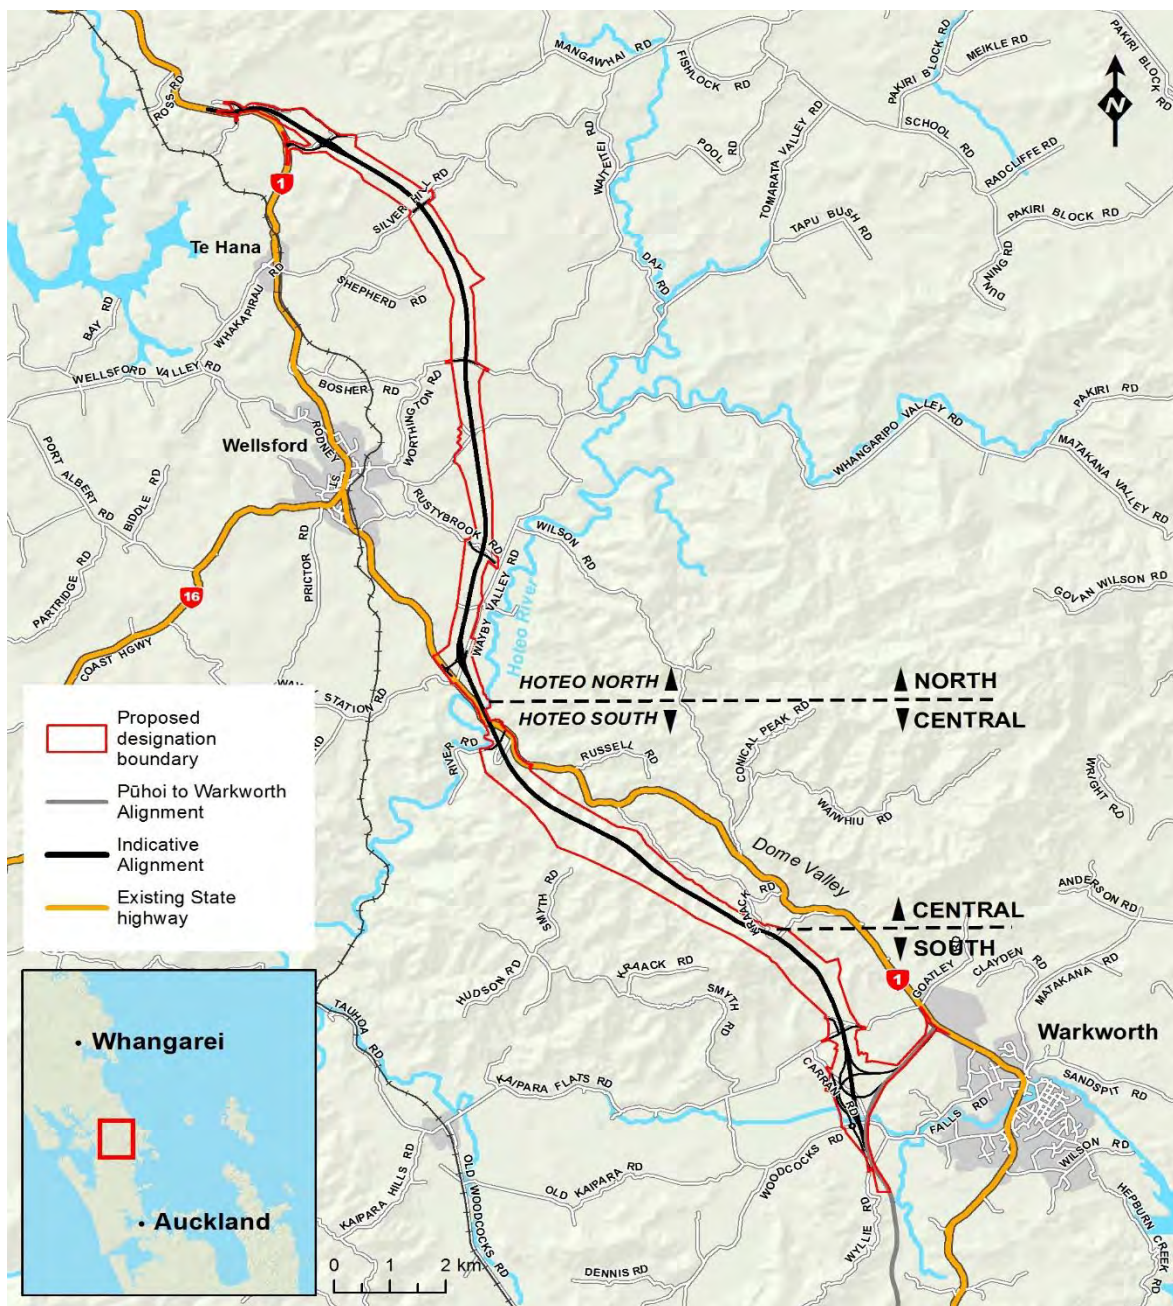 MANGAWHAI RD
FISHLOCK RD
PAKIRI BLOCK RD
MEIKLE RD
PAKIRI BLOCK RD
ROSS RD
N
WAITEITEI RD
POOL RD
TOMARATA VALLEY RD
SCHOOL RD
RADCLIFFE RD
1
SILVER HILL RD
TAPU BUSH RD
PAKIRI BLOCK RD
Te Hana
DAY RD
DUNNING RD
SHEPHERD RD
WHAKAPIRAU RD
BAY RD
WELLSFORD VALLEY RD
BOSHER RD
WORTHINGTON RD
PAKIRI RD
WHANGARIPO VALLEY RD
MATAKANA VALLEY RD
Wellsford
RODNEY
ST
PORT ALBERT RD
BIDDLE RD
RUSTYBROOK RD
WILSON RD
PARTRIDGE RD
PRICTOR RD
16
WAYBY VALLEY RD
Hoteo River
GOVAN WILSON RD
COAST HGWY
STATION RD
HOTEO NORTH
NORTH
HOTEO SOUTH
CENTRAL
RIVER RD
RUSSELL RD
CONICAL PEAK RD
WAIWHIU RD
WRIGHT RD
Proposed
designation
boundary
Pūhoi to Warkworth
Alignment
Indicative
Alignment
Existing State
highway
Dome Valley
SMYTH RD
KRAACK RD
ANDERSON RD
CENTRAL
SOUTH
HUDSON RD
KRAACK RD
SMYTH RD
1
GOATLEY RD
CLAYDEN RD
MATAKANA RD
TAUHOA RD
Warkworth
Whangarei
KAIPARA FLATS RD
CARRAN RD
SANDSPIT RD
FALLS RD
WOODCOCKS RD
WILSON RD
KAIPARA HILLS RD
OLD WOODCOCKS RD
OLD KAIPARA RD
WYLLIE RD
HEPBURN CREEK RD
Auckland
0 1 2 km
DENNIS RD